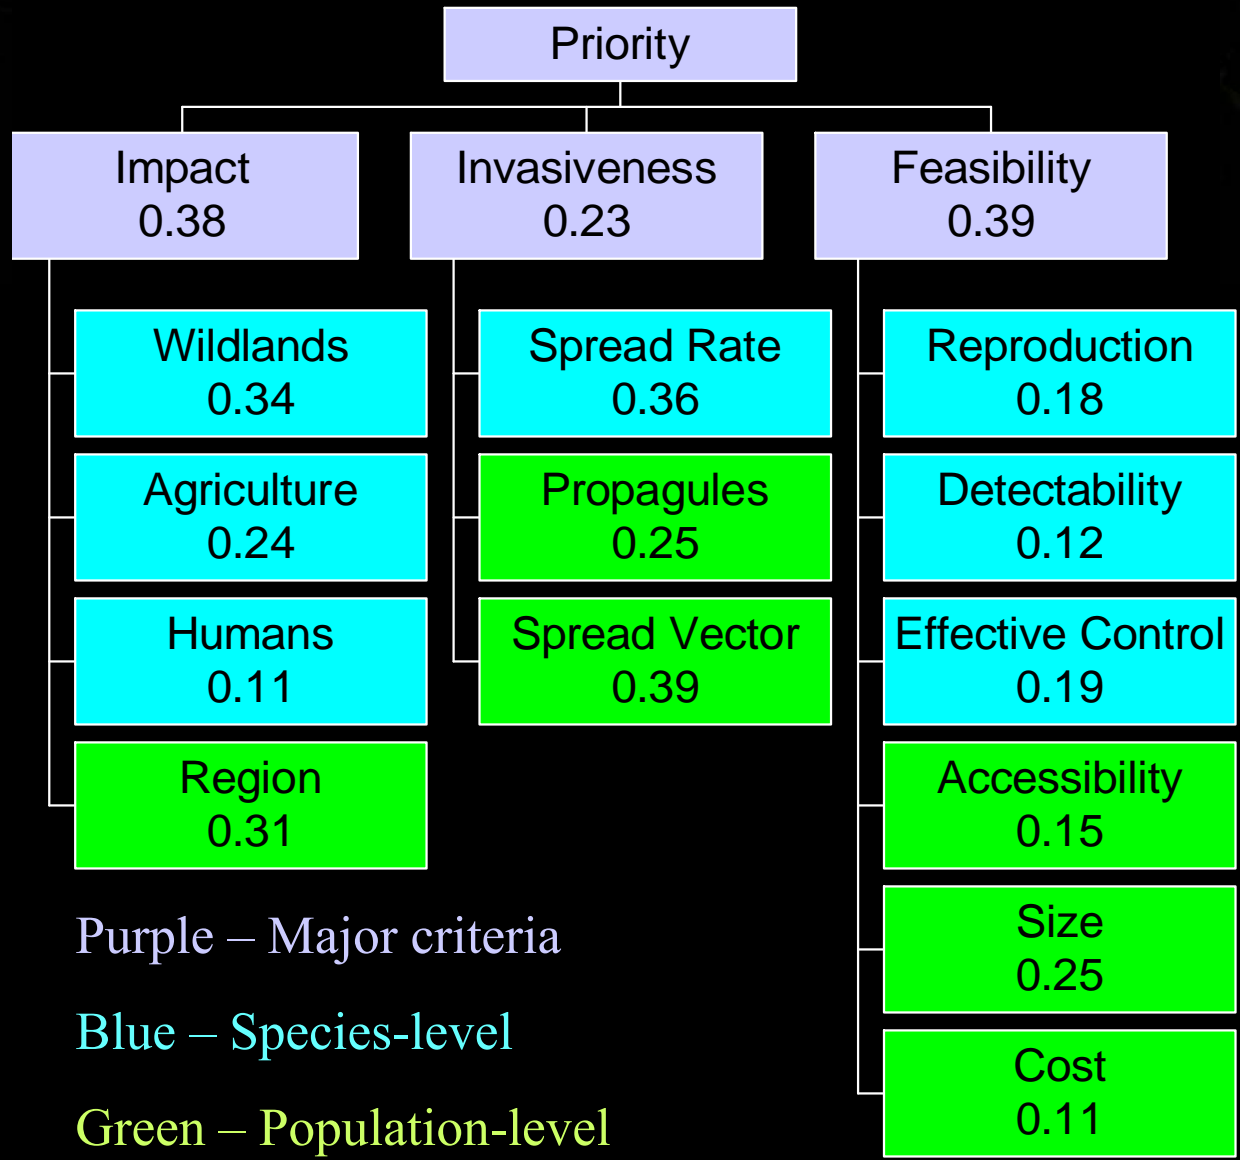 Priority
Impact
0.38
Invasiveness
0.23
Feasibility
0.39
Wildlands
0.34
Agriculture
0.24
Humans
0.11
Region
0.31
Spread Rate
0.36
Propagules
0.25
Spread Vector
0.39
Reproduction
0.18
Detectability
0.12
Effective Control
0.19
Accessibility
0.15
Size
0.25
Cost
0.11
Purple – Major criteria
Blue – Species-level
Green – Population-level